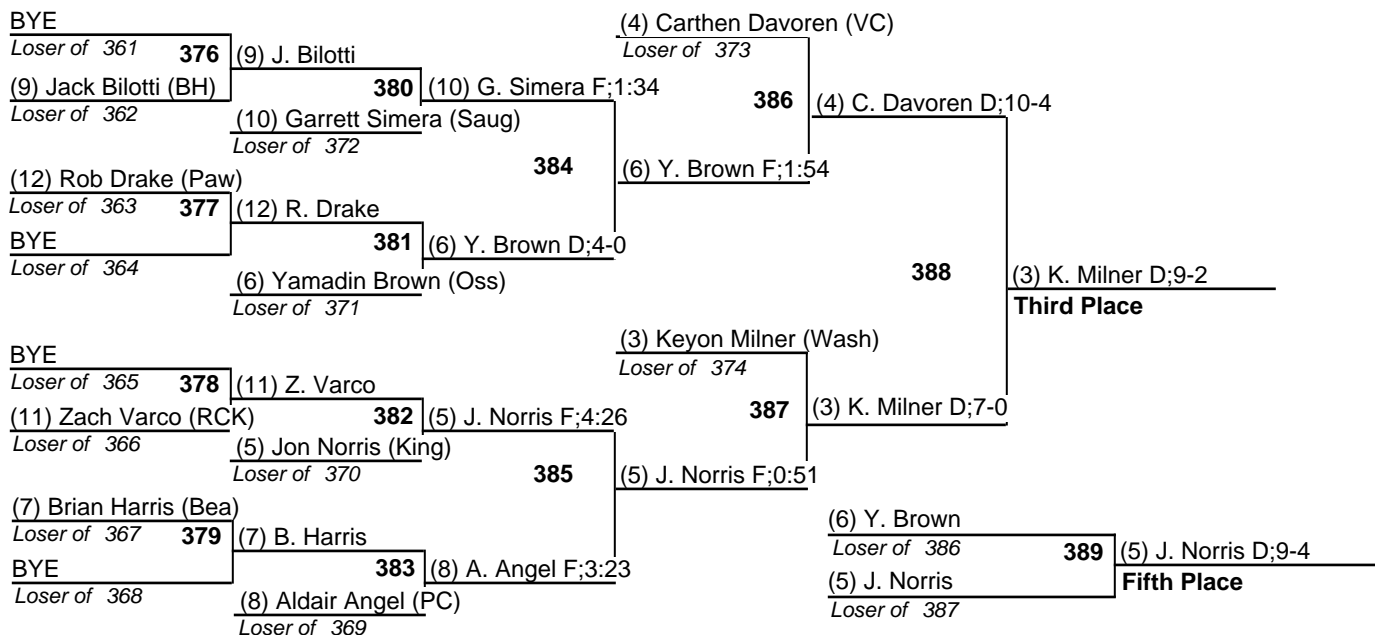 BYE
Loser of 361
376
(9) J. Bilotti
(9) Jack Bilotti (BH)
Loser of 362
380
(10) G. Simera F;1:34
(10) Garrett Simera (Saug)
Loser of 372
(12) Rob Drake (Paw)
Loser of 363
377
(12) R. Drake
BYE
Loser of 364
381
(6) Y. Brown D;4-0
(6) Yamadin Brown (Oss)
Loser of 371
384
(6) Y. Brown F;1:54
(4) Carthen Davoren (VC)
Loser of 373
386
(4) C. Davoren D;10-4
BYE
Loser of 365
378
(11) Z. Varco
(11) Zach Varco (RCK)
Loser of 366
382
(5) J. Norris F;4:26
(5) Jon Norris (King)
Loser of 370
(7) Brian Harris (Bea)
Loser of 367
379
(7) B. Harris
BYE
Loser of 368
383
(8) A. Angel F;3:23
(8) Aldair Angel (PC)
Loser of 369
385
(5) J. Norris F;0:51
(3) Keyon Milner (Wash)
Loser of 374
387
(3) K. Milner D;7-0
388
(3) K. Milner D;9-2
Third Place
(6) Y. Brown
Loser of 386
389
(5) J. Norris D;9-4
(5) J. Norris
Loser of 387
Fifth Place